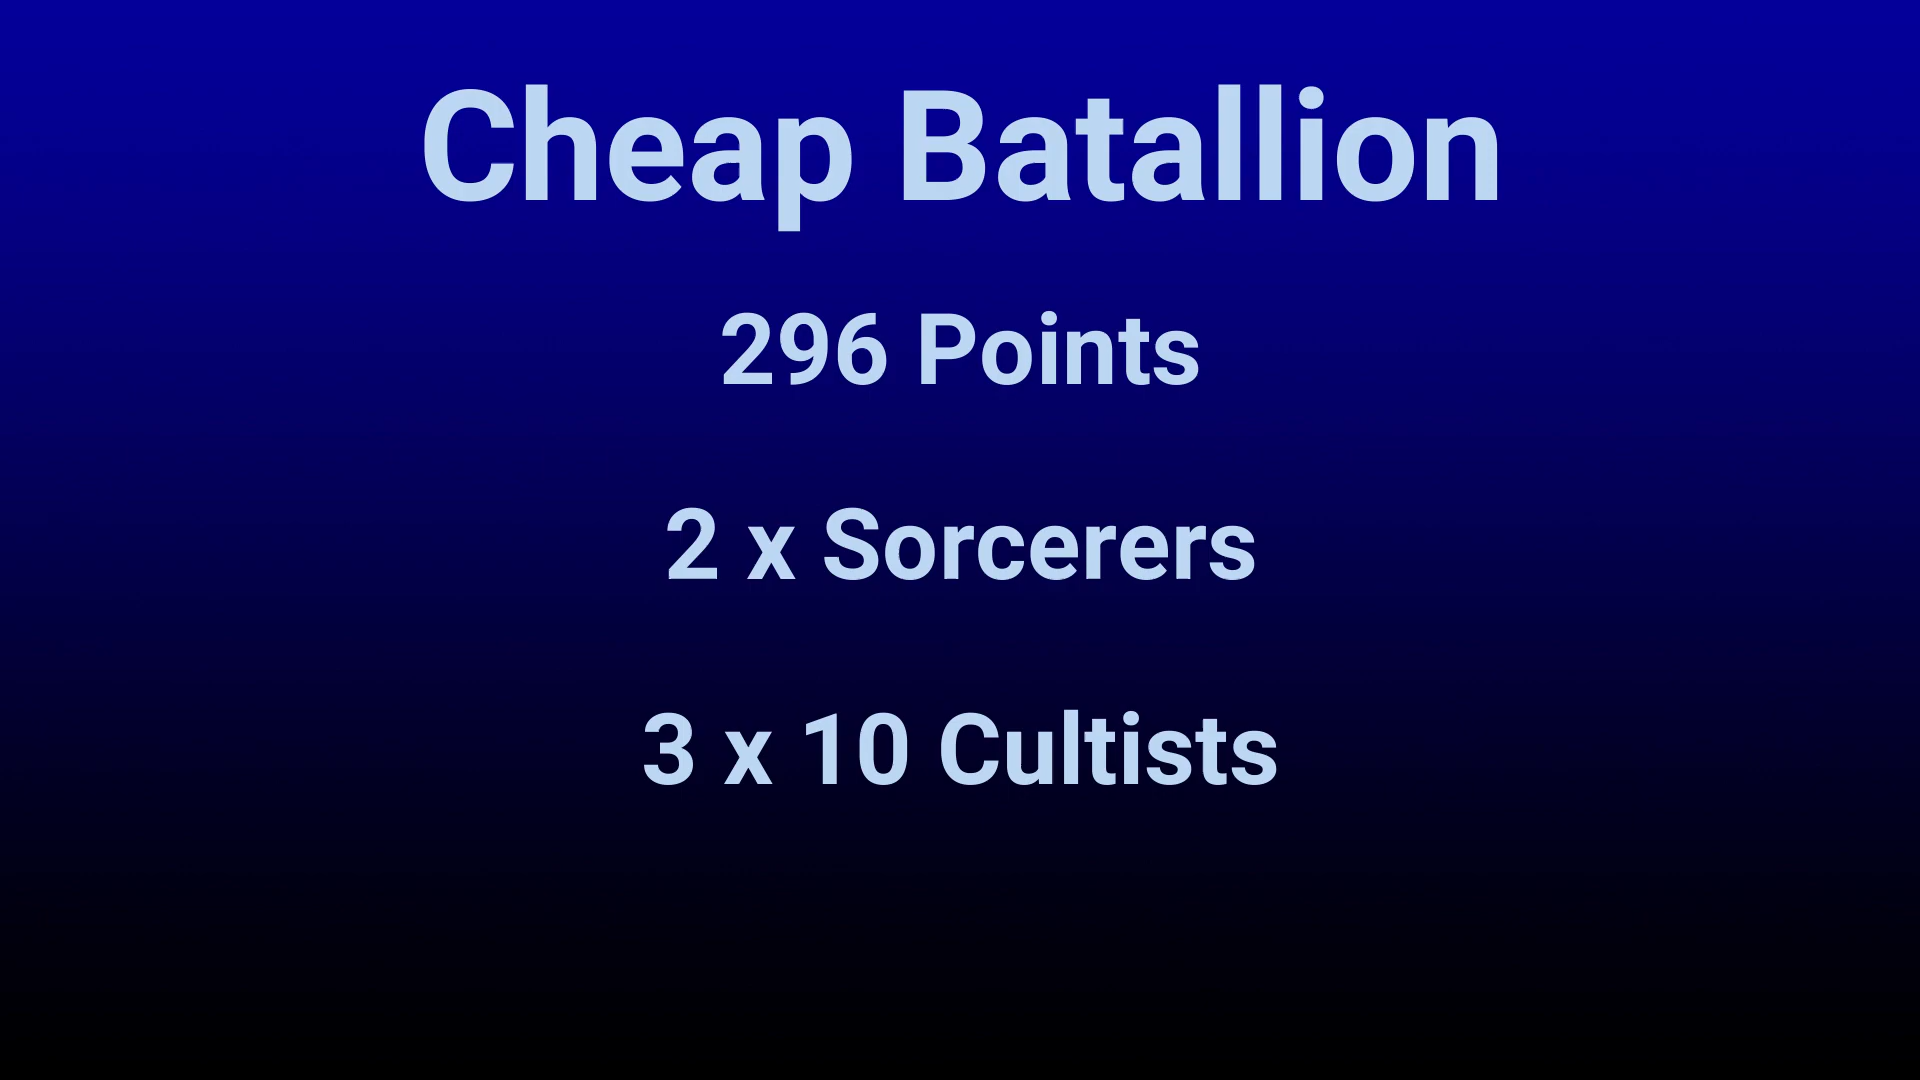 Cheap Batallion
296 Points
2 x Sorcerers
3 x 10 Cultists